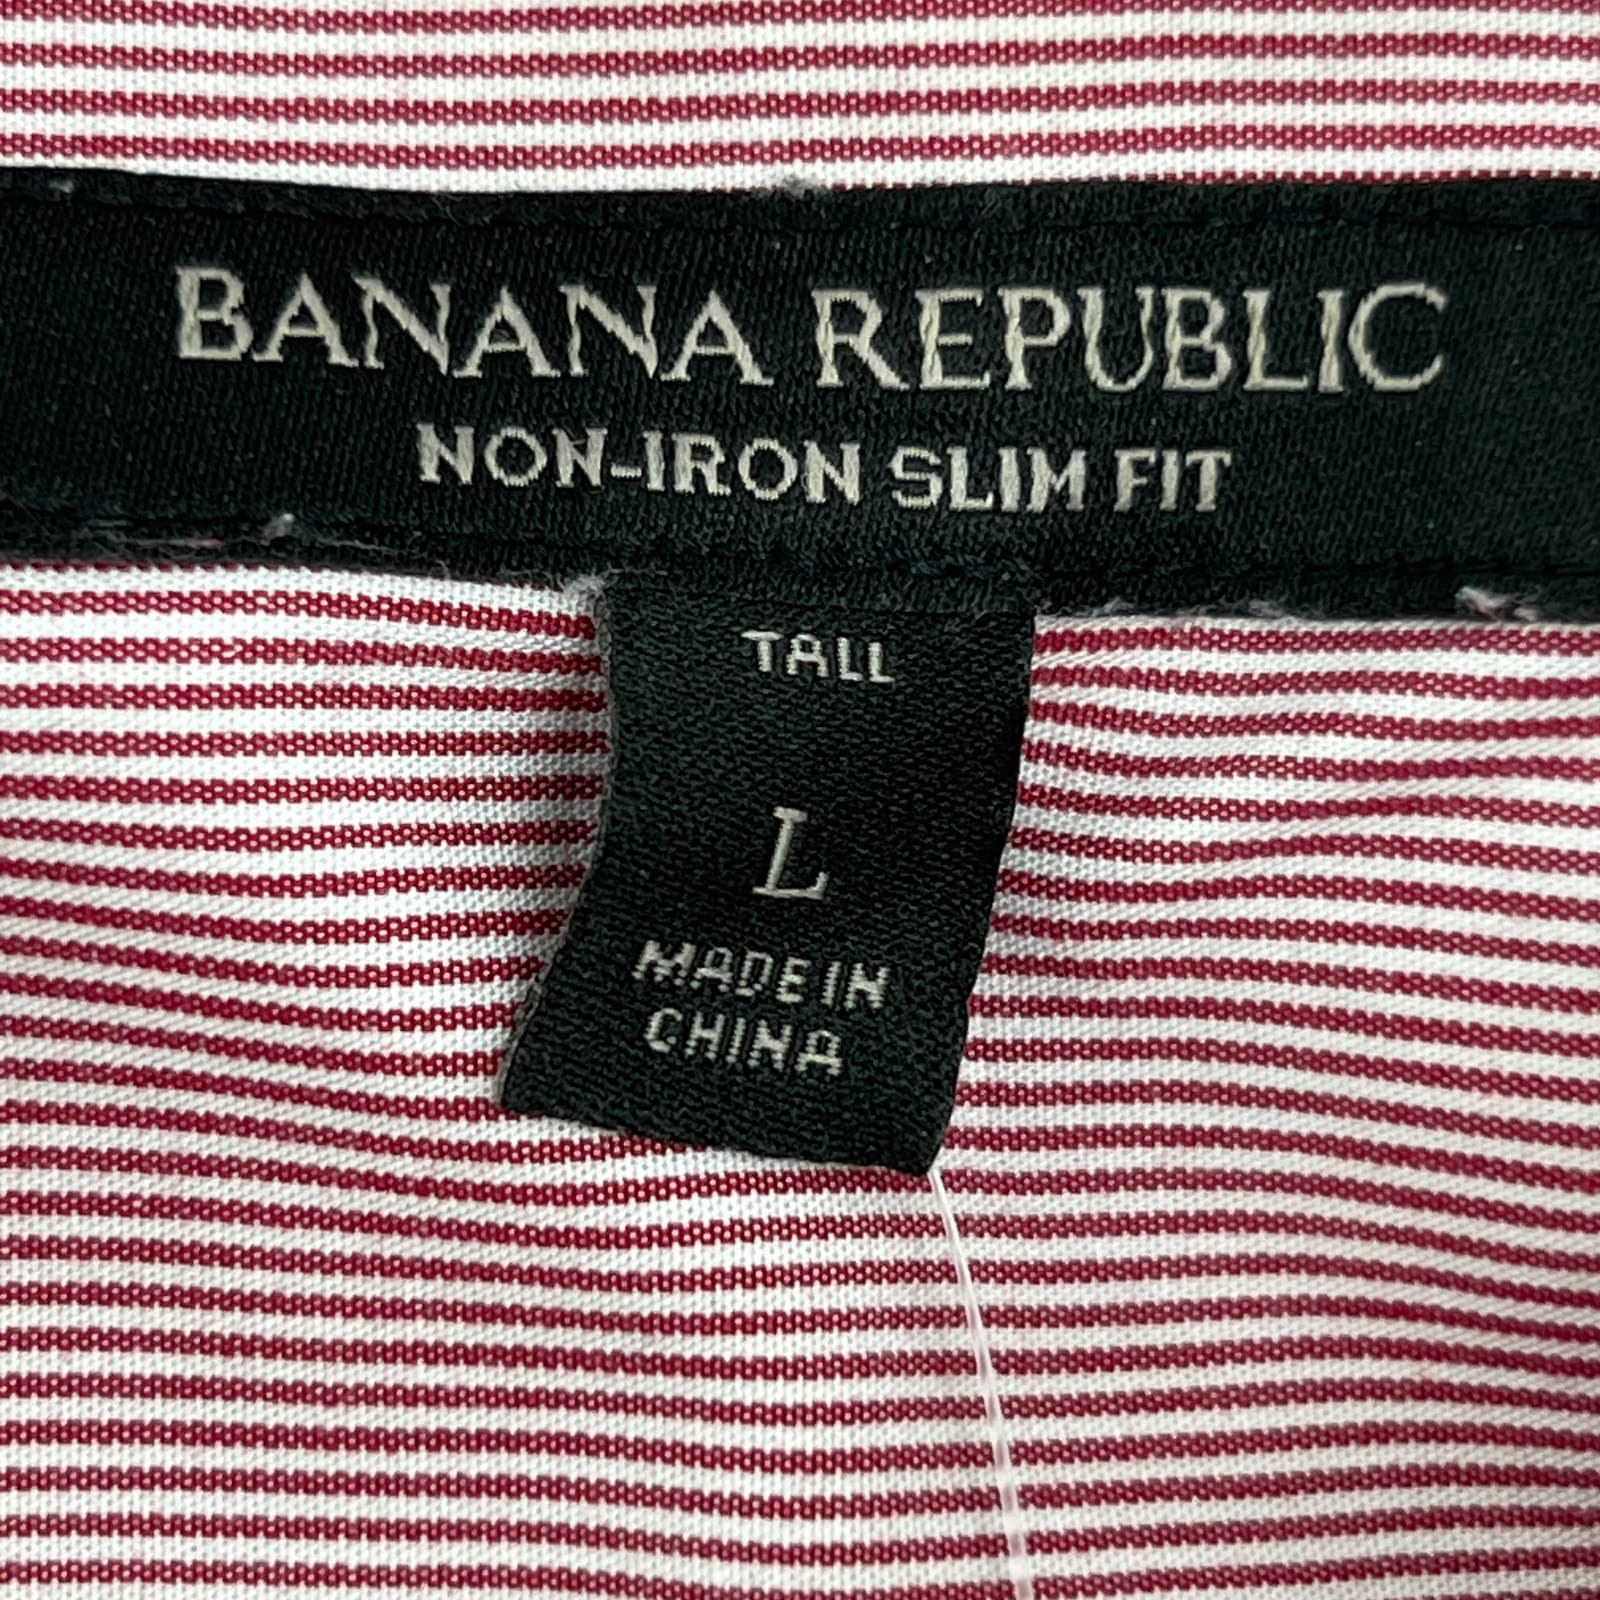 BANANA REPUBLIC
NON-IRON SLIM FIT
TALL
L
MADE IN
CHINA